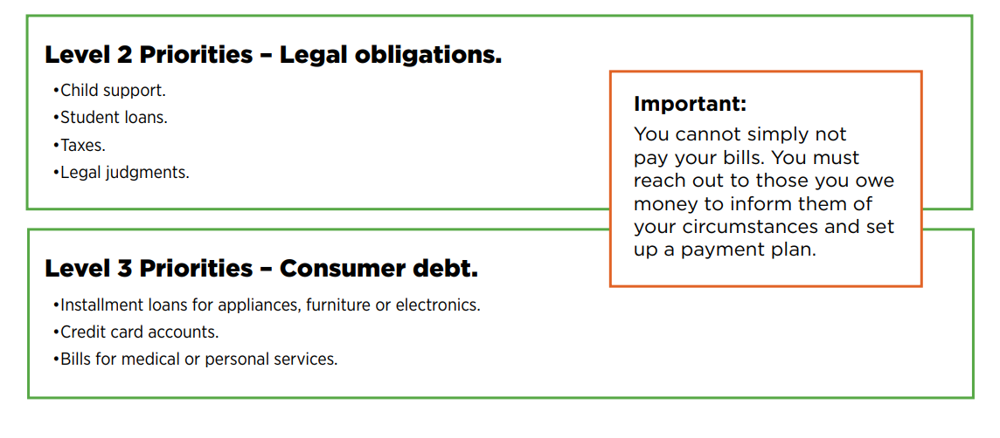 Level 2 Priorities – Legal obligations.
•Child support.
•Student loans.
•Taxes.
•Legal judgments.
Important:
You cannot simply not
pay your bills. You must
reach out to those you owe
money to inform them of
your circumstances and set
up a payment plan.
Level 3 Priorities – Consumer debt.
•Installment loans for appliances, furniture or electronics.
•Credit card accounts.
•Bills for medical or personal services.